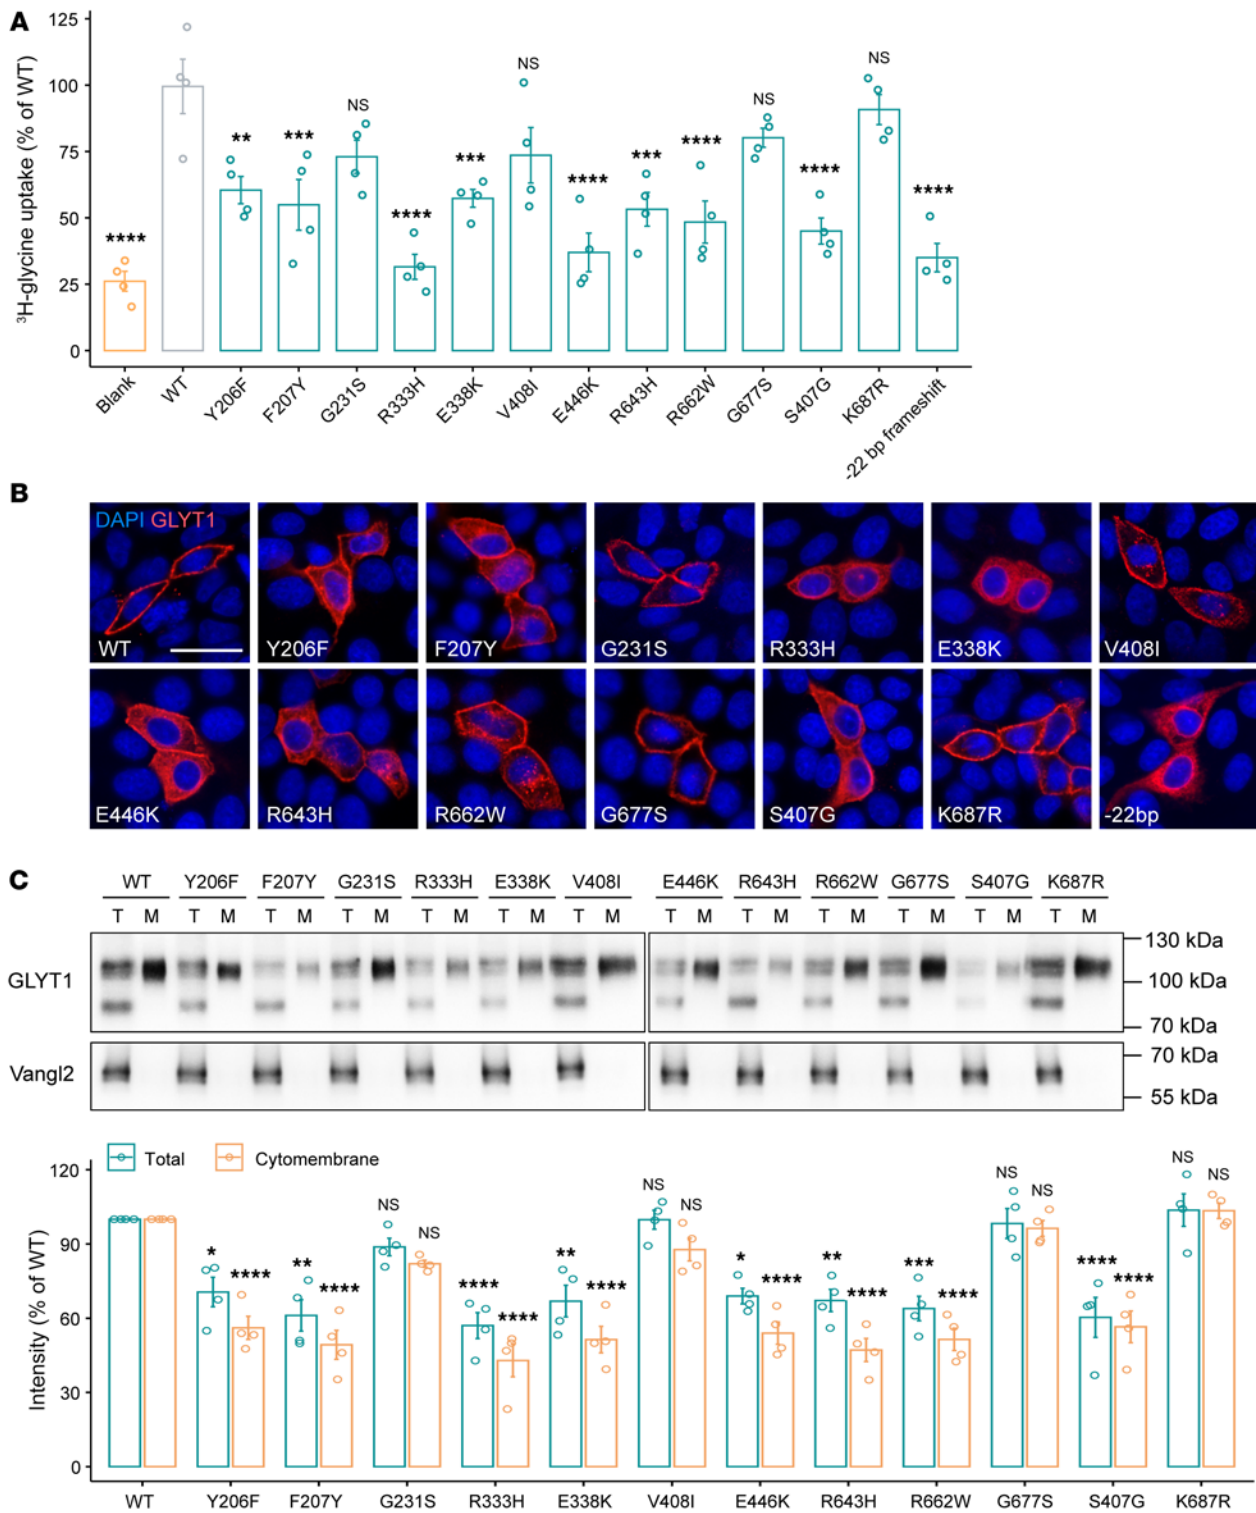 A
³H-glycine uptake (% of WT)
125
100
75
50
25
0
****
**
***
NS
****
***
NS
****
***
****
NS
****
NS
****
Blank
WT
Y206F
F207Y
G231S
R333H
E338K
V408I
E446K
R643H
R662W
G677S
S407G
K687R
-22 bp frameshift
B
DAPI GLYT1
WT
Y206F
F207Y
G231S
R333H
E338K
V408I
E446K
R643H
R662W
G677S
S407G
K687R
-22bp
C
WT Y206F F207Y G231S R333H E338K V408I E446K R643H R662W G677S S407G K687R
T M T M T M T M T M T M T M T M T M T M T M T M T M
GLYT1
130 kDa
100 kDa
70 kDa
Vangl2
70 kDa
55 kDa
Total
Cytomembrane
Intensity (% of WT)
120
90
60
30
0
* ****
** ****
NS NS
**** ****
** ****
NS NS
* ****
** ****
*** ****
NS NS
**** ****
NS NS
WT Y206F F207Y G231S R333H E338K V408I E446K R643H R662W G677S S407G K687R